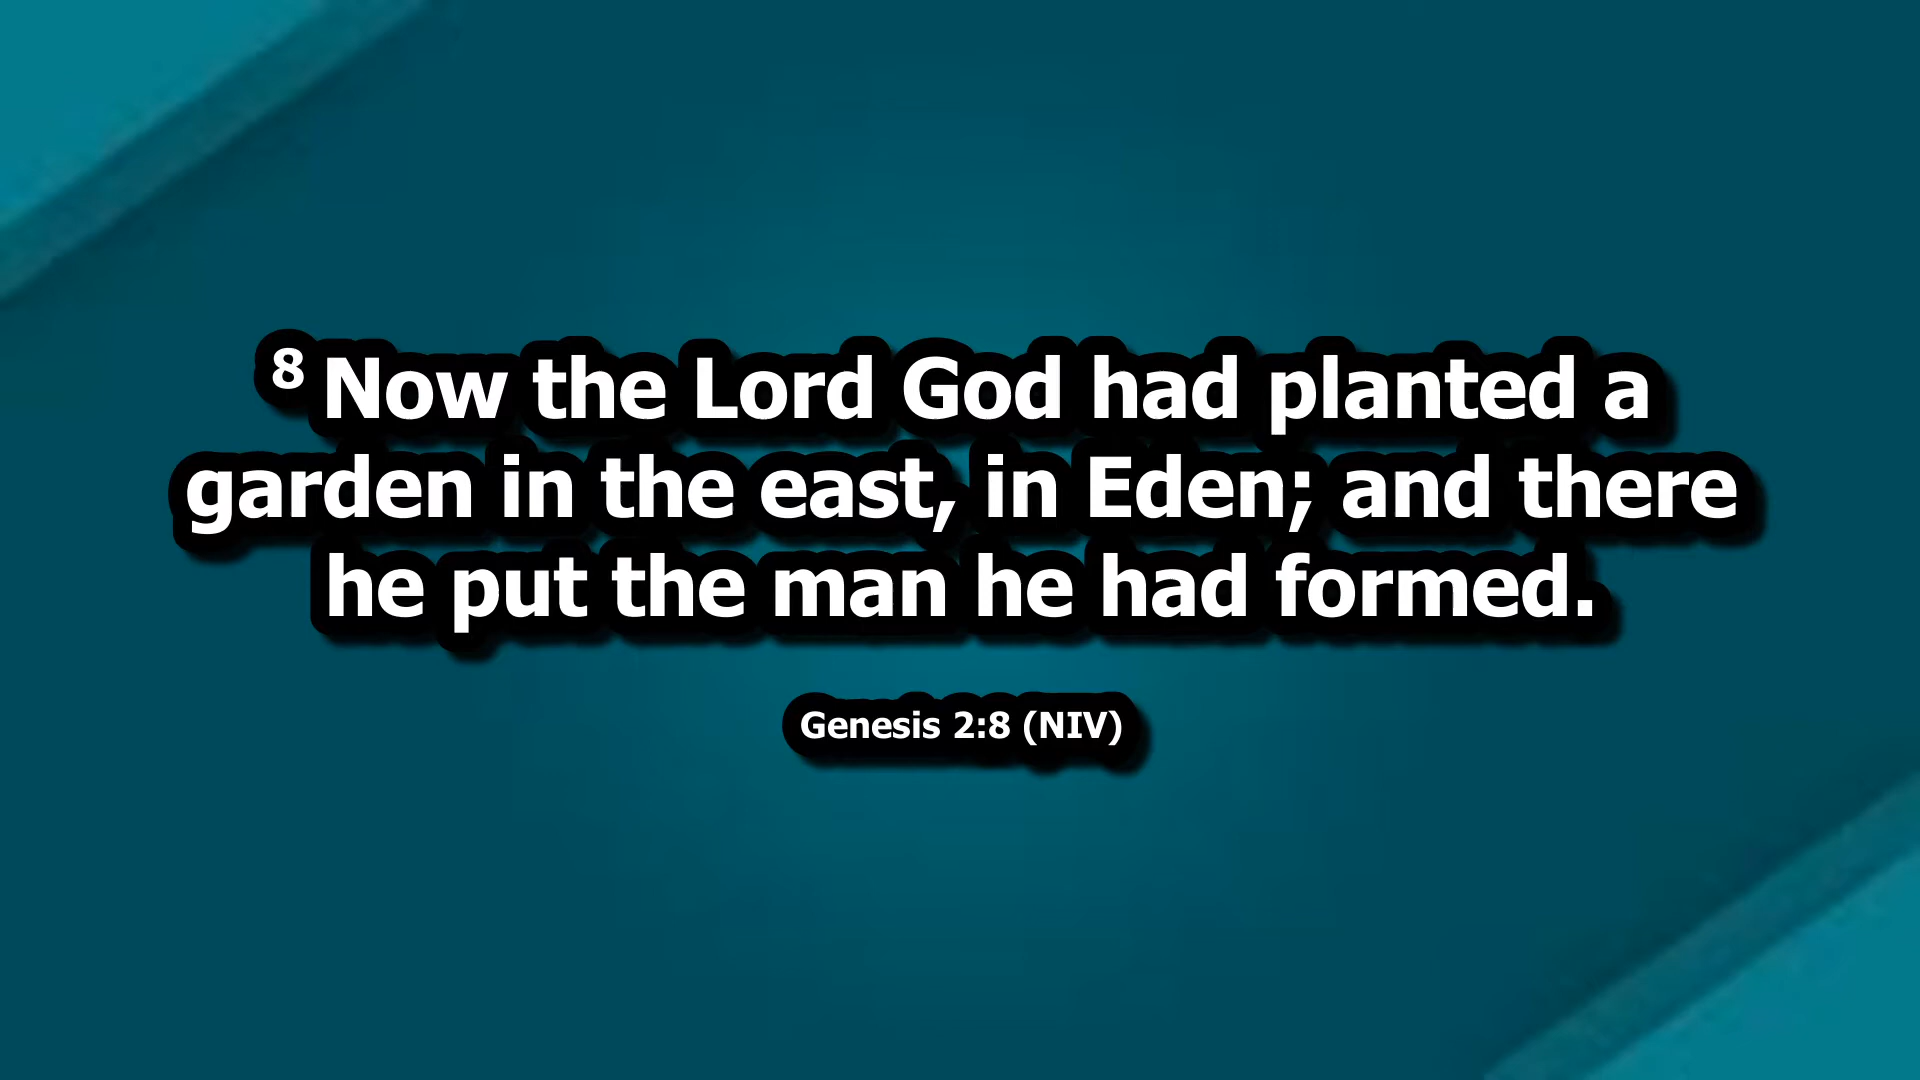 8 Now the Lord God had planted a
garden in the east, in Eden; and there
he put the man he had formed.
Genesis 2:8 (NIV)